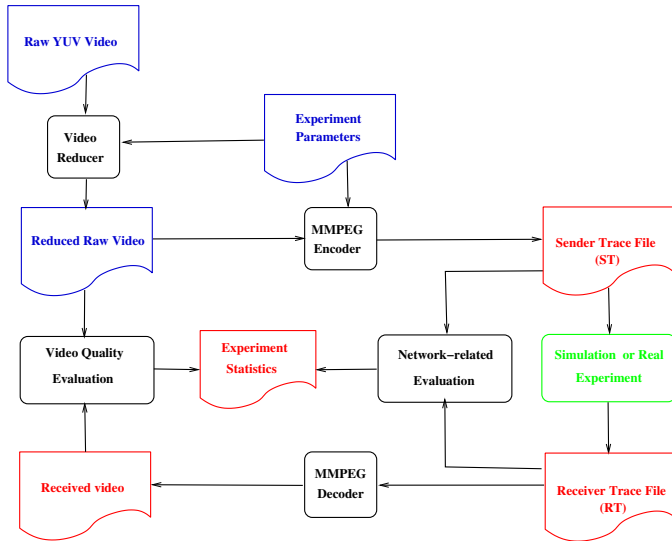 Raw YUV Video
Experiment
Parameters
Video
Reducer
Reduced Raw Video
MMPEG
Encoder
Sender Trace File
(ST)
Video Quality
Evaluation
Experiment
Statistics
Network-related
Evaluation
Simulation or Real
Experiment
Received video
MMPEG
Decoder
Receiver Trace File
(RT)